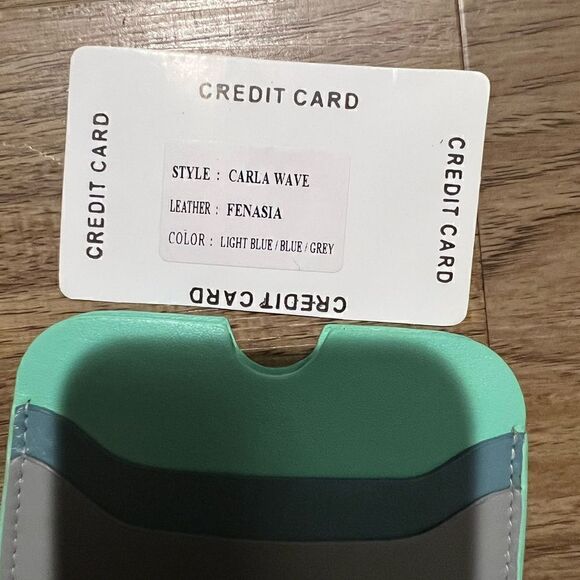 CREDIT CARD
CREDIT CARD
CREDIT CARD
STYLE : CARLA WAVE
LEATHER : FENASIA
COLOR : LIGHT BLUE / BLUE / GREY
CREDIT CARD